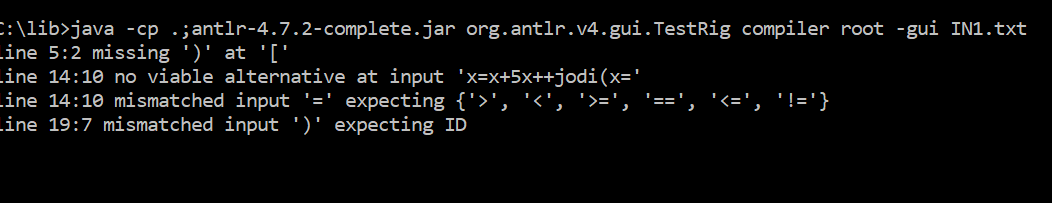 C:\lib>java -cp .;antlr-4.7.2-complete.jar org.antlr.v4.gui.TestRig compiler root -gui IN1.txt
line 5:2 missing ')' at '['
line 14:10 no viable alternative at input 'x=x+5x++jodi(x='
line 14:10 mismatched input '=' expecting {'>', '<', '>=', '==', '<=', '!='}
line 19:7 mismatched input ')' expecting ID